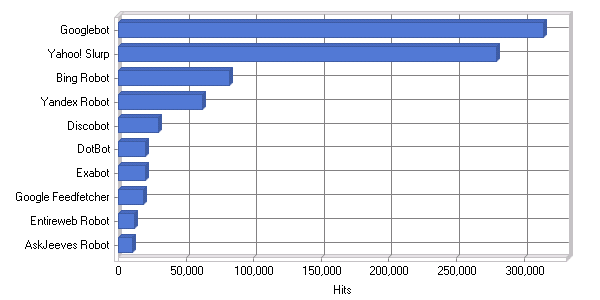 Googlebot
Yahoo! Slurp
Bing Robot
Yandex Robot
Discobot
DotBot
Exabot
Google Feedfetcher
Entireweb Robot
AskJeeves Robot
0 50,000 100,000 150,000 200,000 250,000 300,000
Hits